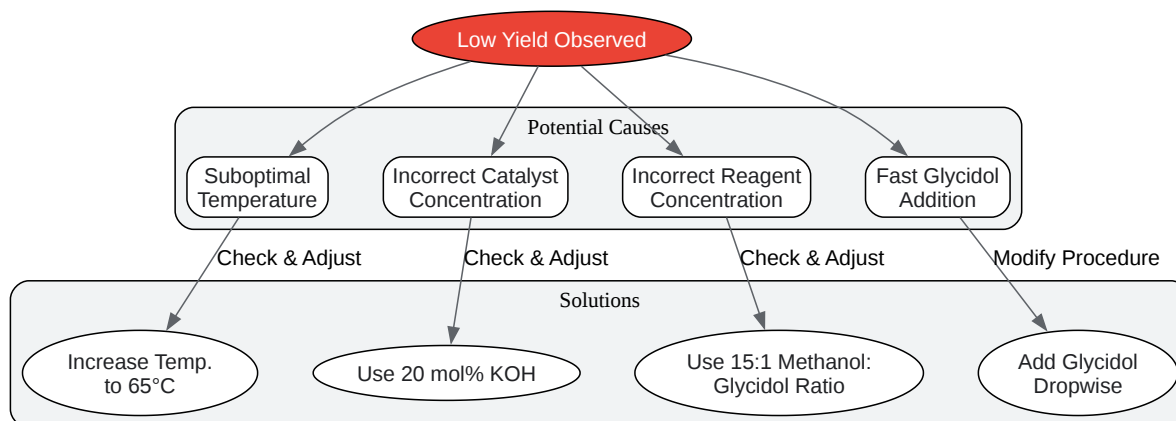 Low Yield Observed
Potential Causes
Suboptimal
Temperature
Incorrect Catalyst
Concentration
Incorrect Reagent
Concentration
Fast Glycidol
Addition
Check & Adjust
Check & Adjust
Check & Adjust
Modify Procedure
Solutions
Increase Temp.
to 65°C
Use 20 mol% KOH
Use 15:1 Methanol:
Glycidol Ratio
Add Glycidol
Dropwise